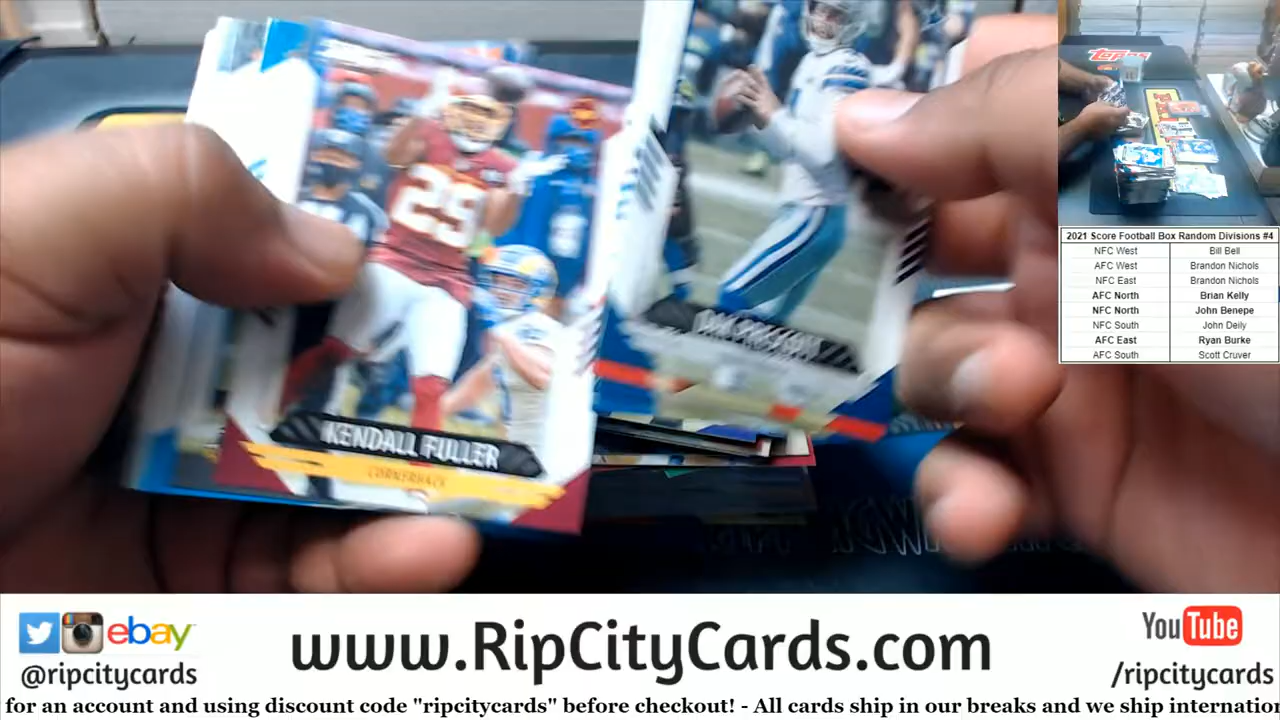 KENDALL FULLER
CORNERBACK
DAK PRESCOTT
Topps
2021 Score Football Box Random Divisions #4
NFC West Bill Bell
AFC West Brandon Nichols
NFC East Brandon Nichols
AFC North Brian Kelly
NFC North John Benepe
NFC South John Deily
AFC East Ryan Burke
AFC South Scott Cruver
ebay
@ripcitycards
www.RipCityCards.com
YouTube
/ripcitycards
for an account and using discount code "ripcitycards" before checkout! - All cards ship in our breaks and we ship internation